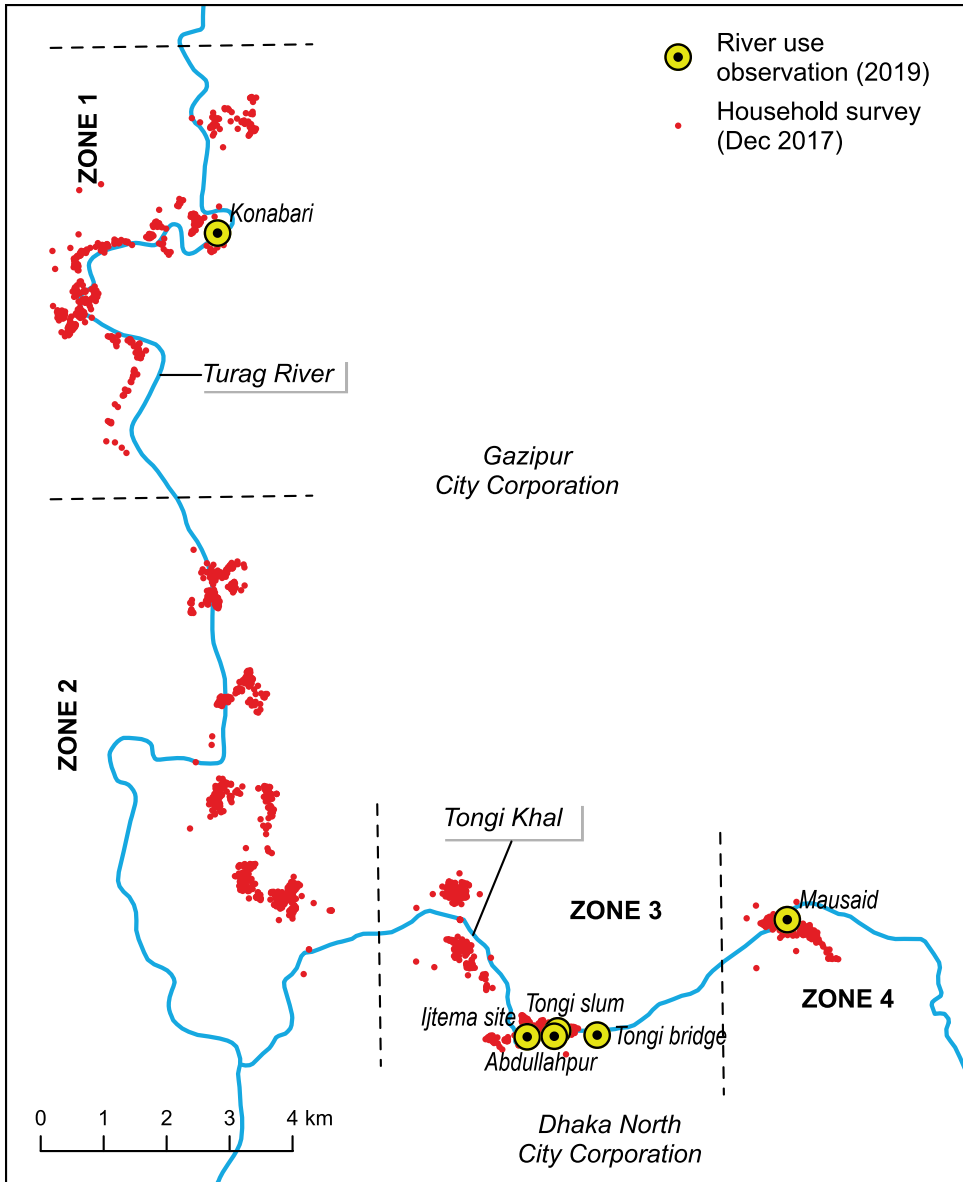 River use
observation (2019)
Household survey
(Dec 2017)
ZONE 1
Konabari
Turag River
Gazipur
City Corporation
ZONE 2
Tongi Khal
ZONE 3
Mausaid
ZONE 4
Tongi slum
Ijtema site
Tongi bridge
Abdullahpur
0 1 2 3 4 km
Dhaka North
City Corporation